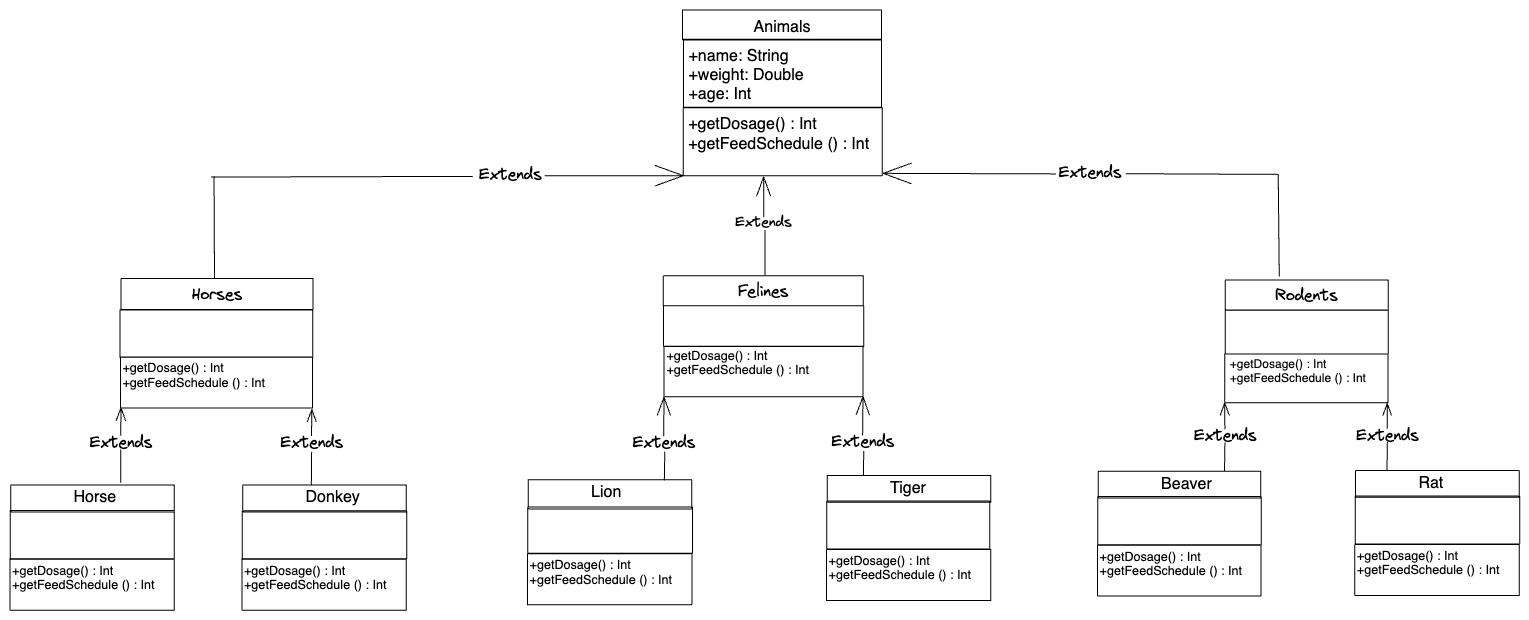 Animals
+name: String
+weight: Double
+age: Int
+getDosage() : Int
+getFeedSchedule () : Int
Extends
Extends
Extends
Horses
+getDosage() : Int
+getFeedSchedule () : Int
Felines
+getDosage() : Int
+getFeedSchedule () : Int
Rodents
+getDosage() : Int
+getFeedSchedule () : Int
Extends
Extends
Extends
Extends
Extends
Extends
Horse
+getDosage() : Int
+getFeedSchedule () : Int
Donkey
+getDosage() : Int
+getFeedSchedule () : Int
Lion
+getDosage() : Int
+getFeedSchedule () : Int
Tiger
+getDosage() : Int
+getFeedSchedule () : Int
Beaver
+getDosage() : Int
+getFeedSchedule () : Int
Rat
+getDosage() : Int
+getFeedSchedule () : Int